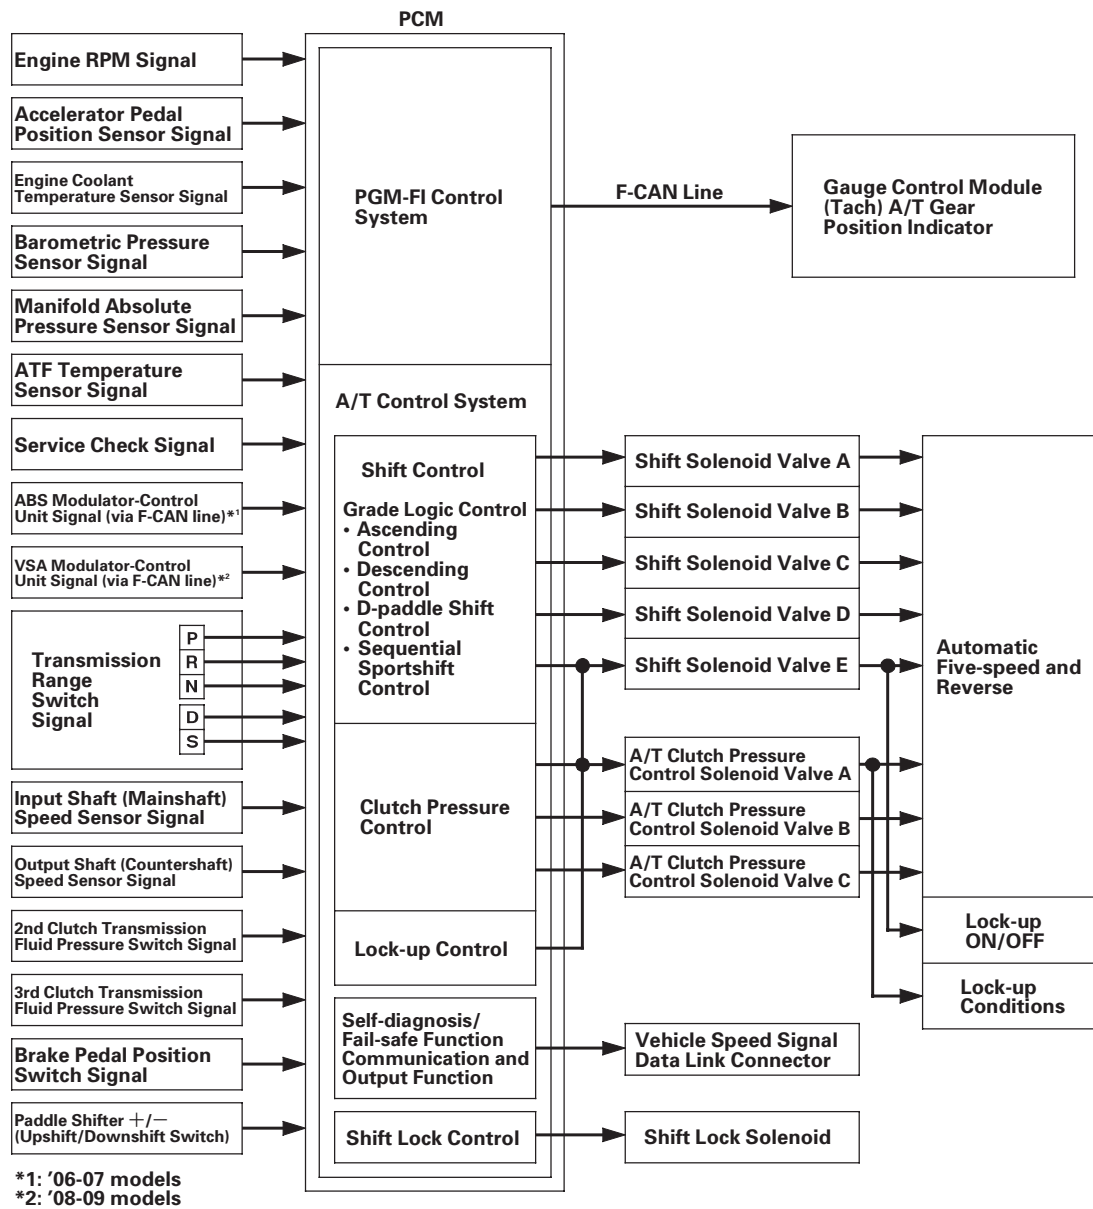 PCM
Engine RPM Signal
Accelerator Pedal
Position Sensor Signal
Engine Coolant
Temperature Sensor Signal
Barometric Pressure
Sensor Signal
Manifold Absolute
Pressure Sensor Signal
ATF Temperature
Sensor Signal
Service Check Signal
ABS Modulator-Control
Unit Signal (via F-CAN line)*1
VSA Modulator-Control
Unit Signal (via F-CAN line)*2
Transmission
Range
Switch
Signal
P
R
N
D
S
Input Shaft (Mainshaft)
Speed Sensor Signal
Output Shaft (Countershaft)
Speed Sensor Signal
2nd Clutch Transmission
Fluid Pressure Switch Signal
3rd Clutch Transmission
Fluid Pressure Switch Signal
Brake Pedal Position
Switch Signal
Paddle Shifter +/−
(Upshift/Downshift Switch)
*1: ’06-07 models
*2: ’08-09 models
PGM-FI Control
System
A/T Control System
Shift Control
Grade Logic Control
• Ascending
Control
• Descending
Control
• D-paddle Shift
Control
• Sequential
Sportshift
Control
Clutch Pressure
Control
Lock-up Control
Self-diagnosis/
Fail-safe Function
Communication and
Output Function
Shift Lock Control
F-CAN Line
Gauge Control Module
(Tach) A/T Gear
Position Indicator
Shift Solenoid Valve A
Shift Solenoid Valve B
Shift Solenoid Valve C
Shift Solenoid Valve D
Shift Solenoid Valve E
A/T Clutch Pressure
Control Solenoid Valve A
A/T Clutch Pressure
Control Solenoid Valve B
A/T Clutch Pressure
Control Solenoid Valve C
Vehicle Speed Signal
Data Link Connector
Shift Lock Solenoid
Automatic
Five-speed and
Reverse
Lock-up
ON/OFF
Lock-up
Conditions